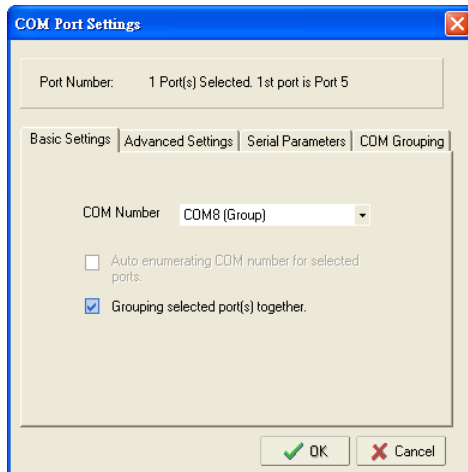 COM Port Settings
Port Number: 1 Port(s) Selected. 1st port is Port 5
Basic Settings Advanced Settings Serial Parameters COM Grouping
COM Number COM8 (Group)
Auto enumerating COM number for selected
ports.
Grouping selected port(s) together.
OK Cancel